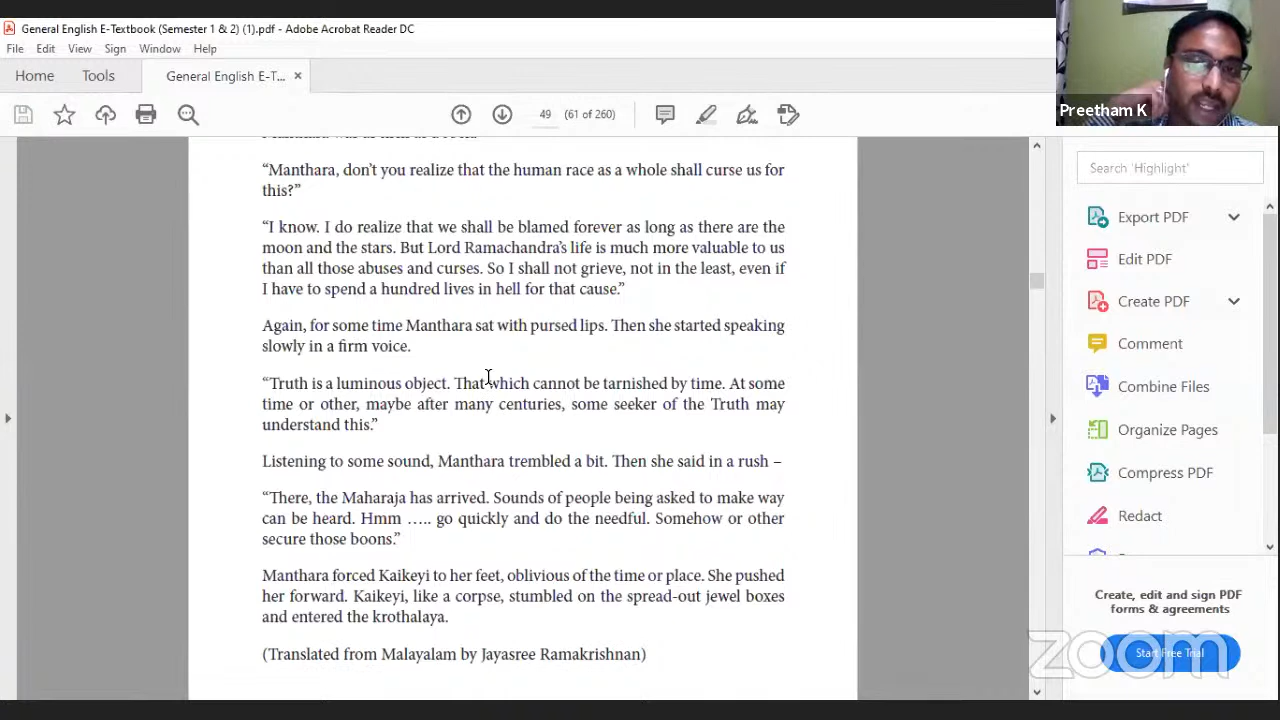 General English E-Textbook (Semester 1 & 2) (1).pdf - Adobe Acrobat Reader DC
File Edit View Sign Window Help
Home Tools General English E-T... ×
49 (61 of 260)
Preetham K
“Manthara, don’t you realize that the human race as a whole shall curse us for
this?”
“I know. I do realize that we shall be blamed forever as long as there are the
moon and the stars. But Lord Ramachandra’s life is much more valuable to us
than all those abuses and curses. So I shall not grieve, not in the least, even if
I have to spend a hundred lives in hell for that cause.”
Again, for some time Manthara sat with pursed lips. Then she started speaking
slowly in a firm voice.
“Truth is a luminous object. That which cannot be tarnished by time. At some
time or other, maybe after many centuries, some seeker of the Truth may
understand this.”
Listening to some sound, Manthara trembled a bit. Then she said in a rush –
“There, the Maharaja has arrived. Sounds of people being asked to make way
can be heard. Hmm ….. go quickly and do the needful. Somehow or other
secure those boons.”
Manthara forced Kaikeyi to her feet, oblivious of the time or place. She pushed
her forward. Kaikeyi, like a corpse, stumbled on the spread-out jewel boxes
and entered the krothalaya.
(Translated from Malayalam by Jayasree Ramakrishnan)
Search 'Highlight'
Export PDF
Edit PDF
Create PDF
Comment
Combine Files
Organize Pages
Compress PDF
Redact
Create, edit and sign PDF
forms & agreements
Start Free Trial
zoom